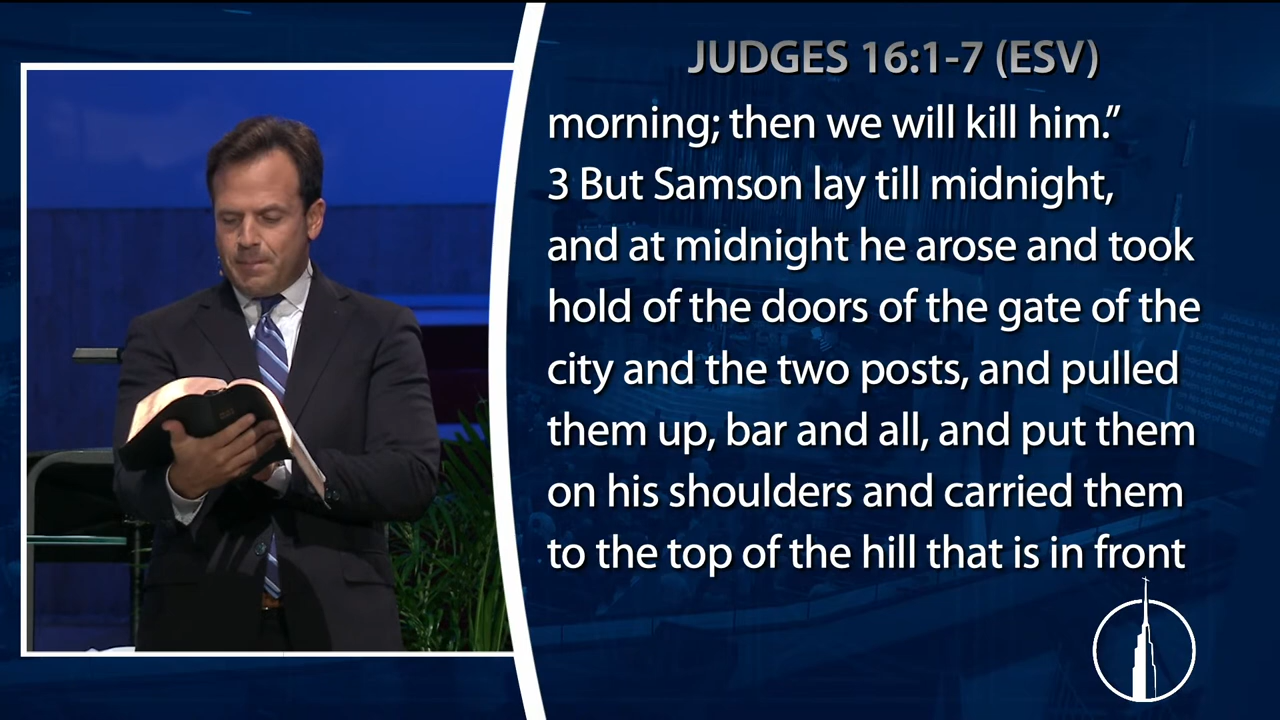 JUDGES 16:1-7 (ESV)
morning; then we will kill him.”
3 But Samson lay till midnight,
and at midnight he arose and took
hold of the doors of the gate of the
city and the two posts, and pulled
them up, bar and all, and put them
on his shoulders and carried them
to the top of the hill that is in front